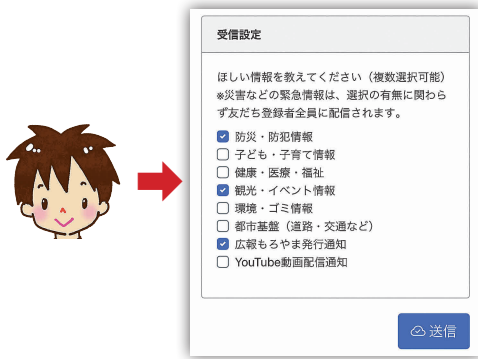 受信設定
ほしい情報を教えてください（複数選択可能）
※災害などの緊急情報は、選択の有無に関わら
ず友だち登録者全員に配信されます。
防災・防犯情報
子ども・子育て情報
健康・医療・福祉
観光・イベント情報
環境・ゴミ情報
都市基盤（道路・交通など）
広報もろやま発行通知
YouTube動画配信通知
送信